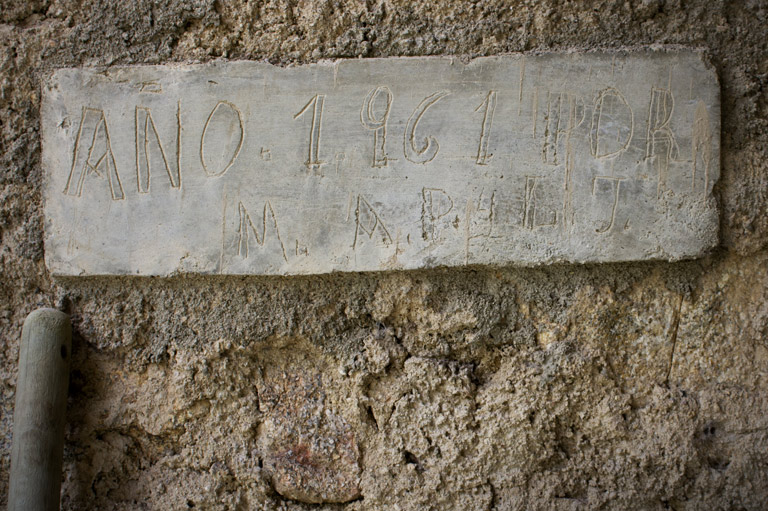 AÑO. 1961 POR
M. A. P. Y L. J.